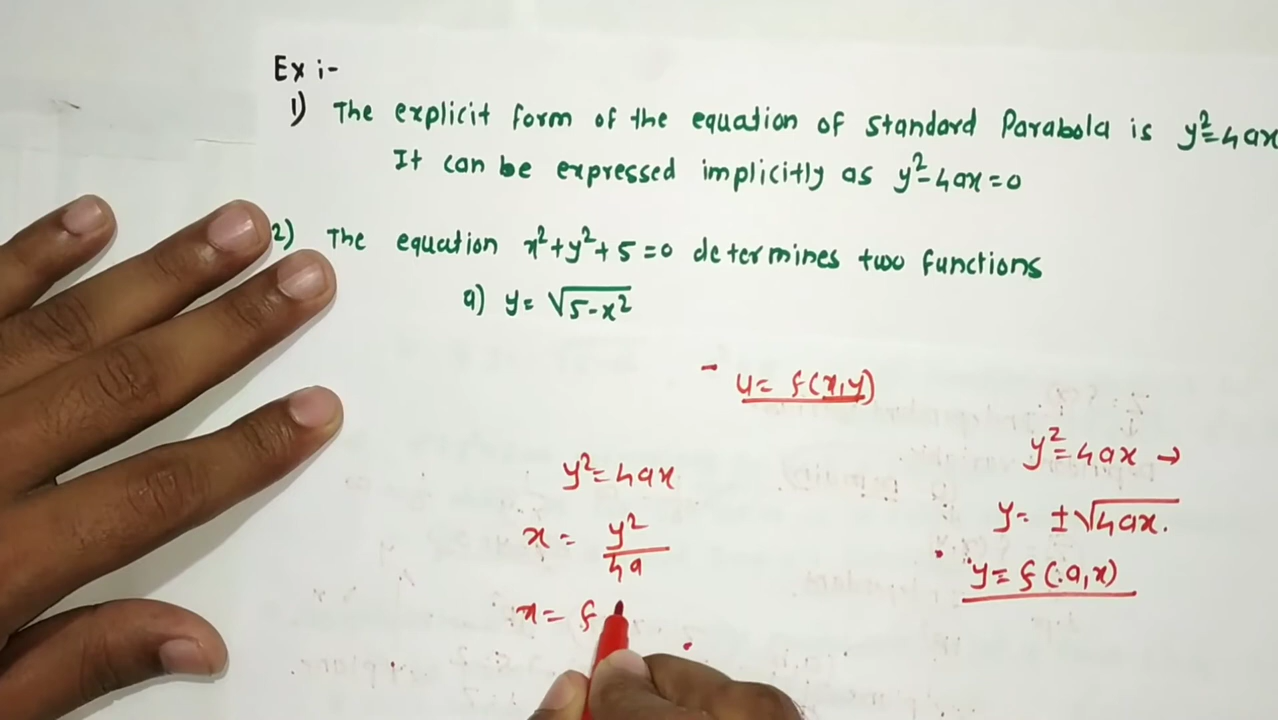 Ex :-
1) The explicit form of the equation of standard Parabola is y²=4ax
It can be expressed implicitly as y²-4ax=0
2) The equation x²+y²+5=0 determines two functions
a) y= √5-x²
u= f(x,y)
y²=4ax
x = y²/4a
x= f
y²=4ax →
y= ±√4ax.
y= f(a,x)